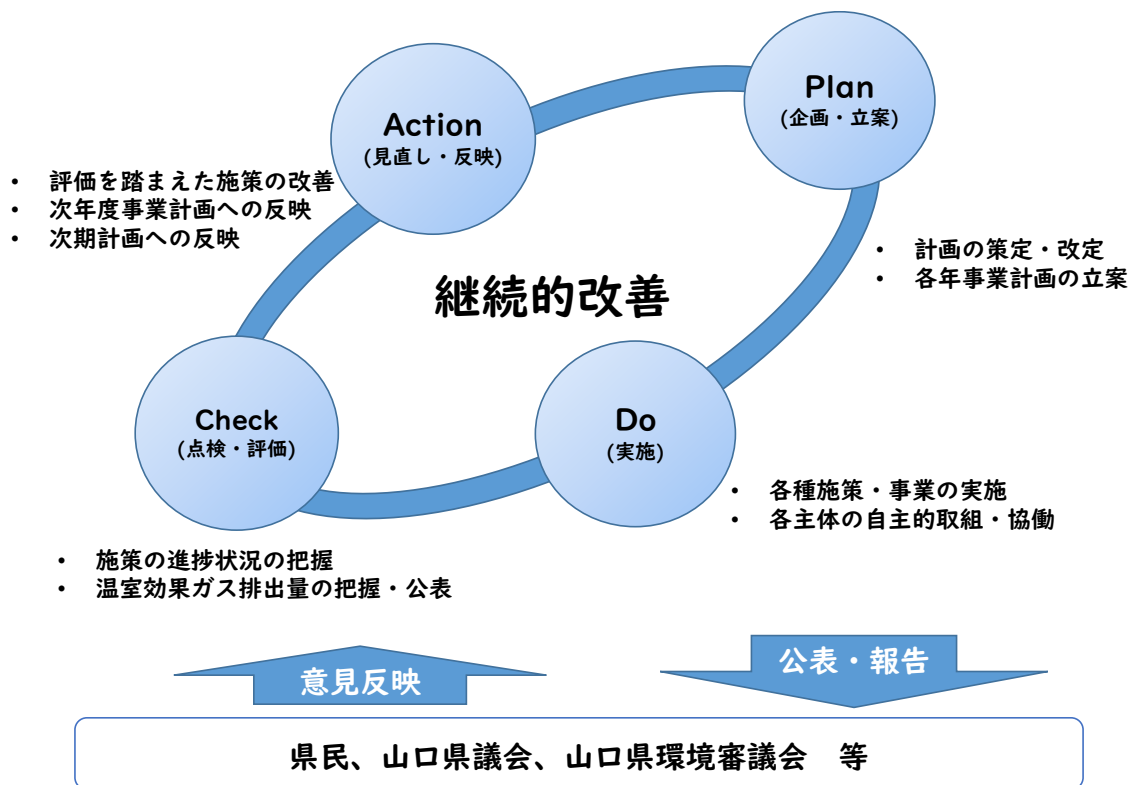 Plan
(企画・立案)
Action
(見直し・反映)
• 評価を踏まえた施策の改善
• 次年度事業計画への反映
• 次期計画への反映
• 計画の策定・改定
• 各年事業計画の立案
継続的改善
Check
(点検・評価)
Do
(実施)
• 各種施策・事業の実施
• 各主体の自主的取組・協働
• 施策の進捗状況の把握
• 温室効果ガス排出量の把握・公表
意見反映
公表・報告
県民、山口県議会、山口県環境審議会　等